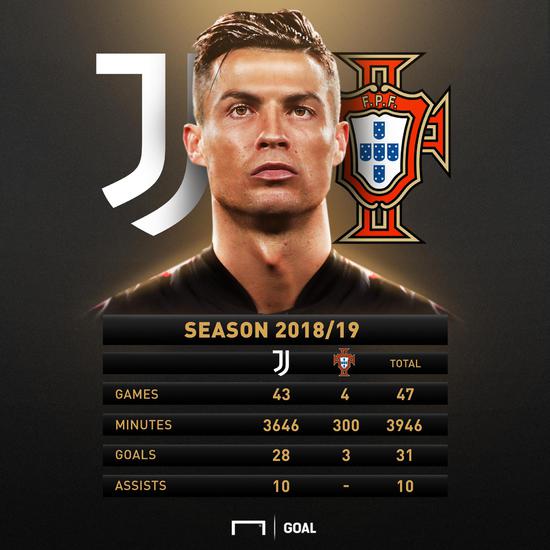 F.P.F.
SEASON 2018/19
TOTAL
GAMES 43 4 47
MINUTES 3646 300 3946
GOALS 28 3 31
ASSISTS 10 - 10
GOAL